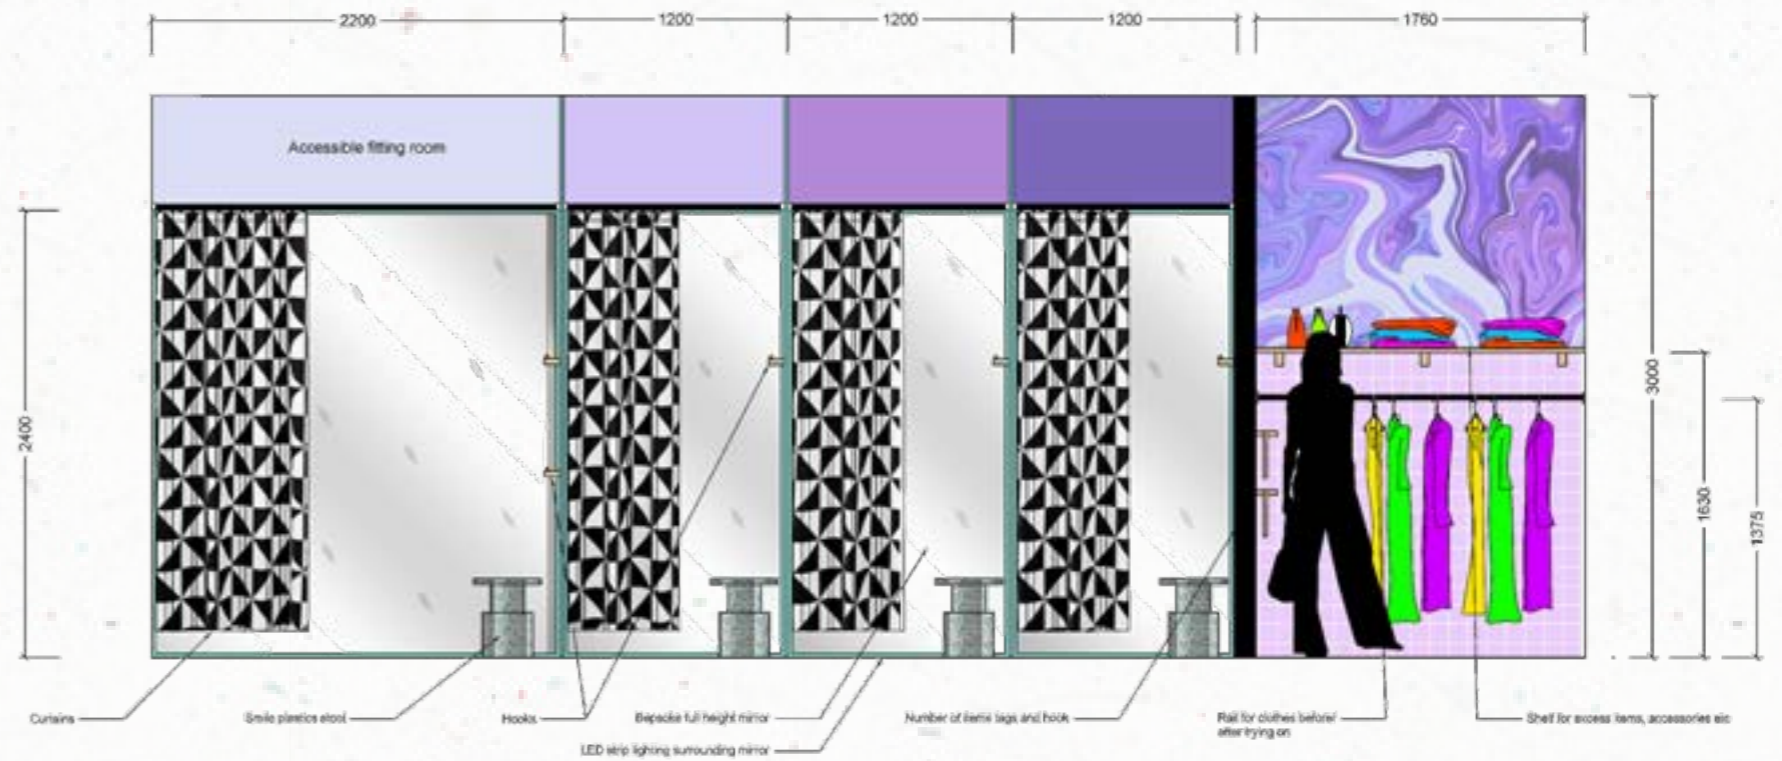 2200
1200
1200
1200
1760
Accessible fitting room
2400
3000
1630
1375
Curtains
Smile plastics stool
Hooks
Bepsoke full height mirror
Number of items tags and hook
Rail for clothes before/
after trying on
Shelf for excess items, accessories etc
LED strip lighting surrounding mirror